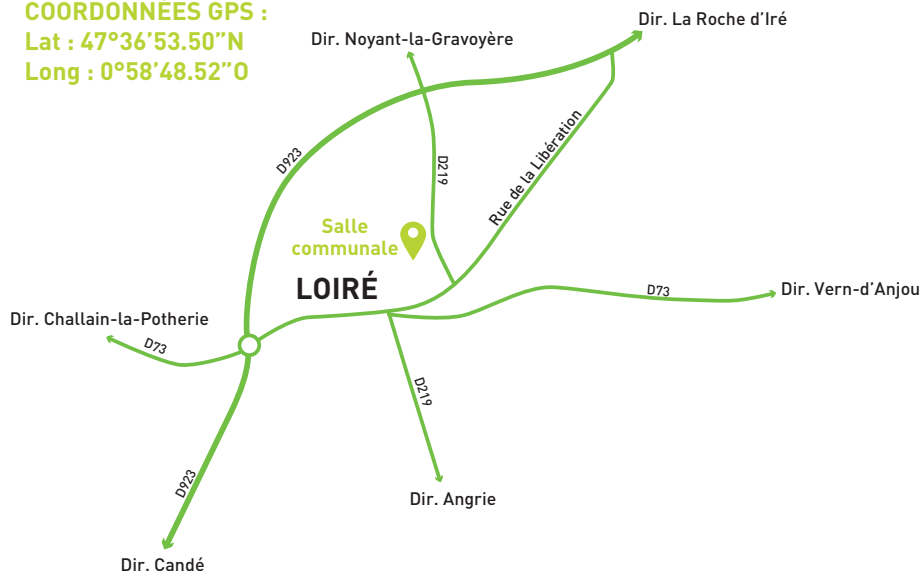 COORDONNÉES GPS :
Lat : 47°36’53.50”N
Long : 0°58’48.52”O
Dir. La Roche d’Iré
Dir. Noyant-la-Gravoyère
D923
D219
Rue de la Libération
Salle
communale
LOIRÉ
D73
Dir. Vern-d’Anjou
Dir. Challain-la-Potherie
D73
D219
D923
Dir. Angrie
Dir. Candé